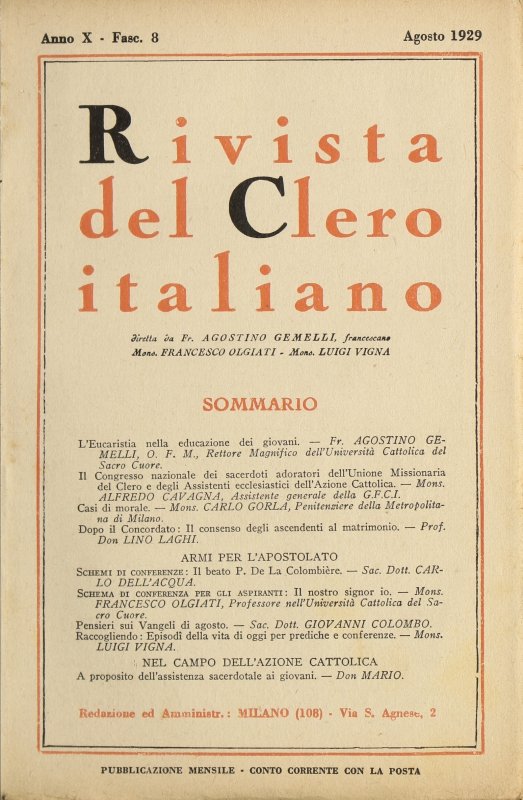 Anno X - Fasc. 8
Agosto 1929
Rivista
del Clero
italiano
diretta da Fr. AGOSTINO GEMELLI, francescano
Mons. FRANCESCO OLGIATI - Mons. LUIGI VIGNA
SOMMARIO
L'Eucaristia nella educazione dei giovani. — Fr. AGOSTINO GE-
MELLI, O. F. M., Rettore Magnifico dell'Università Cattolica del
Sacro Cuore.
Il Congresso nazionale dei sacerdoti adoratori dell'Unione Missionaria
del Clero e degli Assistenti ecclesiastici dell'Azione Cattolica. — Mons.
ALFREDO CAVAGNA, Assistente generale della G.F.C.I.
Casi di morale. — Mons. CARLO GORLA, Penitenziere della Metropolita-
na di Milano.
Dopo il Concordato: Il consenso degli ascendenti al matrimonio. — Prof.
Don LINO LAGHI.
ARMI PER L'APOSTOLATO
SCHEMI DI CONFERENZE: Il beato P. De La Colombière. — Sac. Dott. CAR-
LO DELL'ACQUA.
SCHEMA DI CONFERENZA PER GLI ASPIRANTI: Il nostro signor io. — Mons.
FRANCESCO OLGIATI, Professore nell'Università Cattolica del Sa-
cro Cuore.
Pensieri sui Vangeli di agosto. — Sac. Dott. GIOVANNI COLOMBO.
Raccogliendo: Episodî della vita di oggi per prediche e conferenze. — Mons.
LUIGI VIGNA.
NEL CAMPO DELL'AZIONE CATTOLICA
A proposito dell'assistenza sacerdotale ai giovani. — Don MARIO.
Redazione ed Amministr.: MILANO (108) - Via S. Agnese, 2
PUBBLICAZIONE MENSILE - CONTO CORRENTE CON LA POSTA